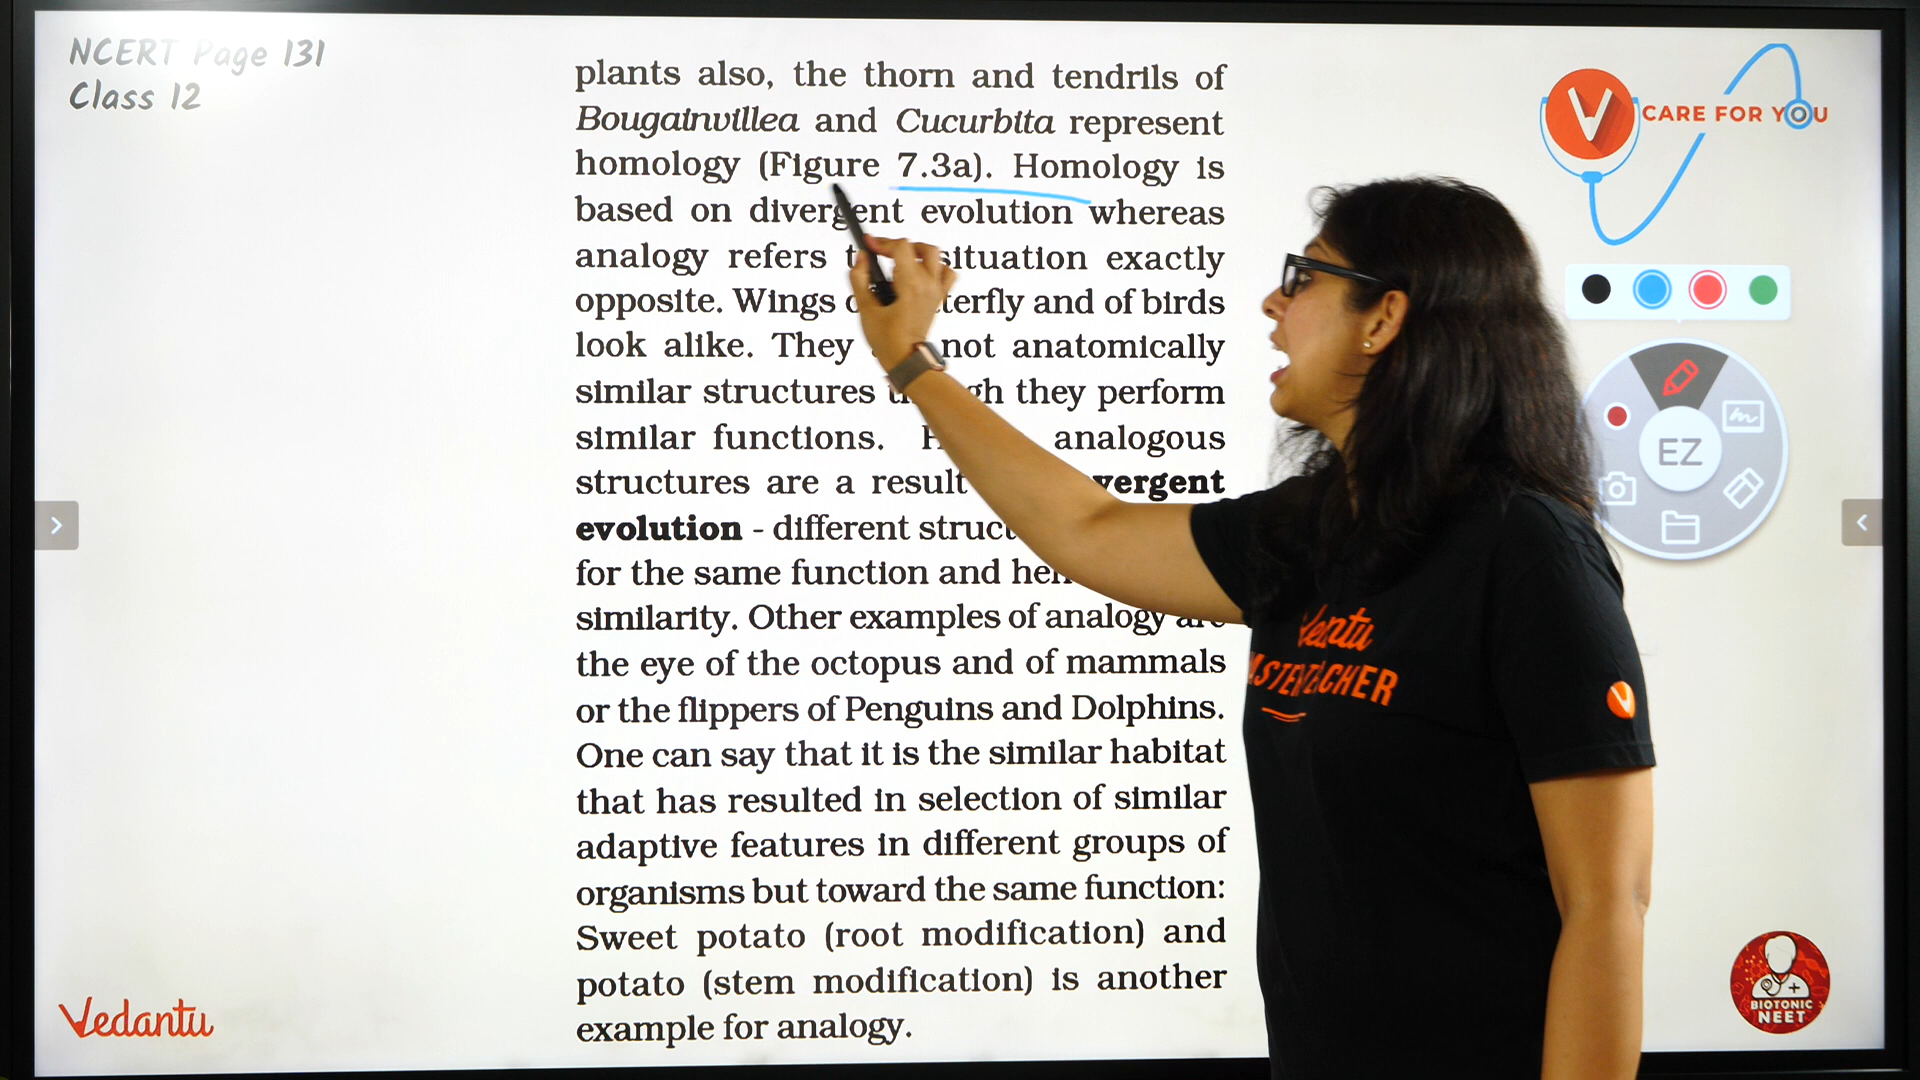 NCERT Page 131
Class 12
plants also, the thorn and tendrils of
Bougainvillea and Cucurbita represent
homology (Figure 7.3a). Homology is
based on divergent evolution whereas
analogy refers situation exactly
opposite. Wings and of birds
look alike. They not anatomically
similar structures they perform
similar functions. analogous
structures are a result
evolution - different
for the same function and
similarity. Other examples of analogy
the eye of the octopus and of mammals
or the flippers of Penguins and Dolphins.
One can say that it is the similar habitat
that has resulted in selection of similar
adaptive features in different groups of
organisms but toward the same function:
Sweet potato (root modification) and
potato (stem modification) is another
example for analogy.
V CARE FOR YOU
EZ
Vedantu
Vedantu
BIOTONIC
NEET